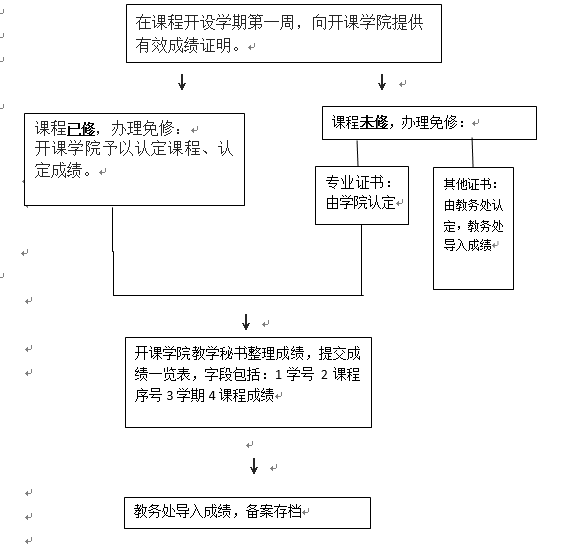 在课程开设学期第一周，向开课学院提供
有效成绩证明。
课程已修，办理免修：
开课学院予以认定课程、认
定成绩。
课程未修，办理免修：
专业证书：
由学院认定
其他证书：
由教务处认
定，教务处
导入成绩
开课学院教学秘书整理成绩，提交成
绩一览表，字段包括：1 学号 2 课程
序号 3 学期 4 课程成绩
教务处导入成绩，备案存档